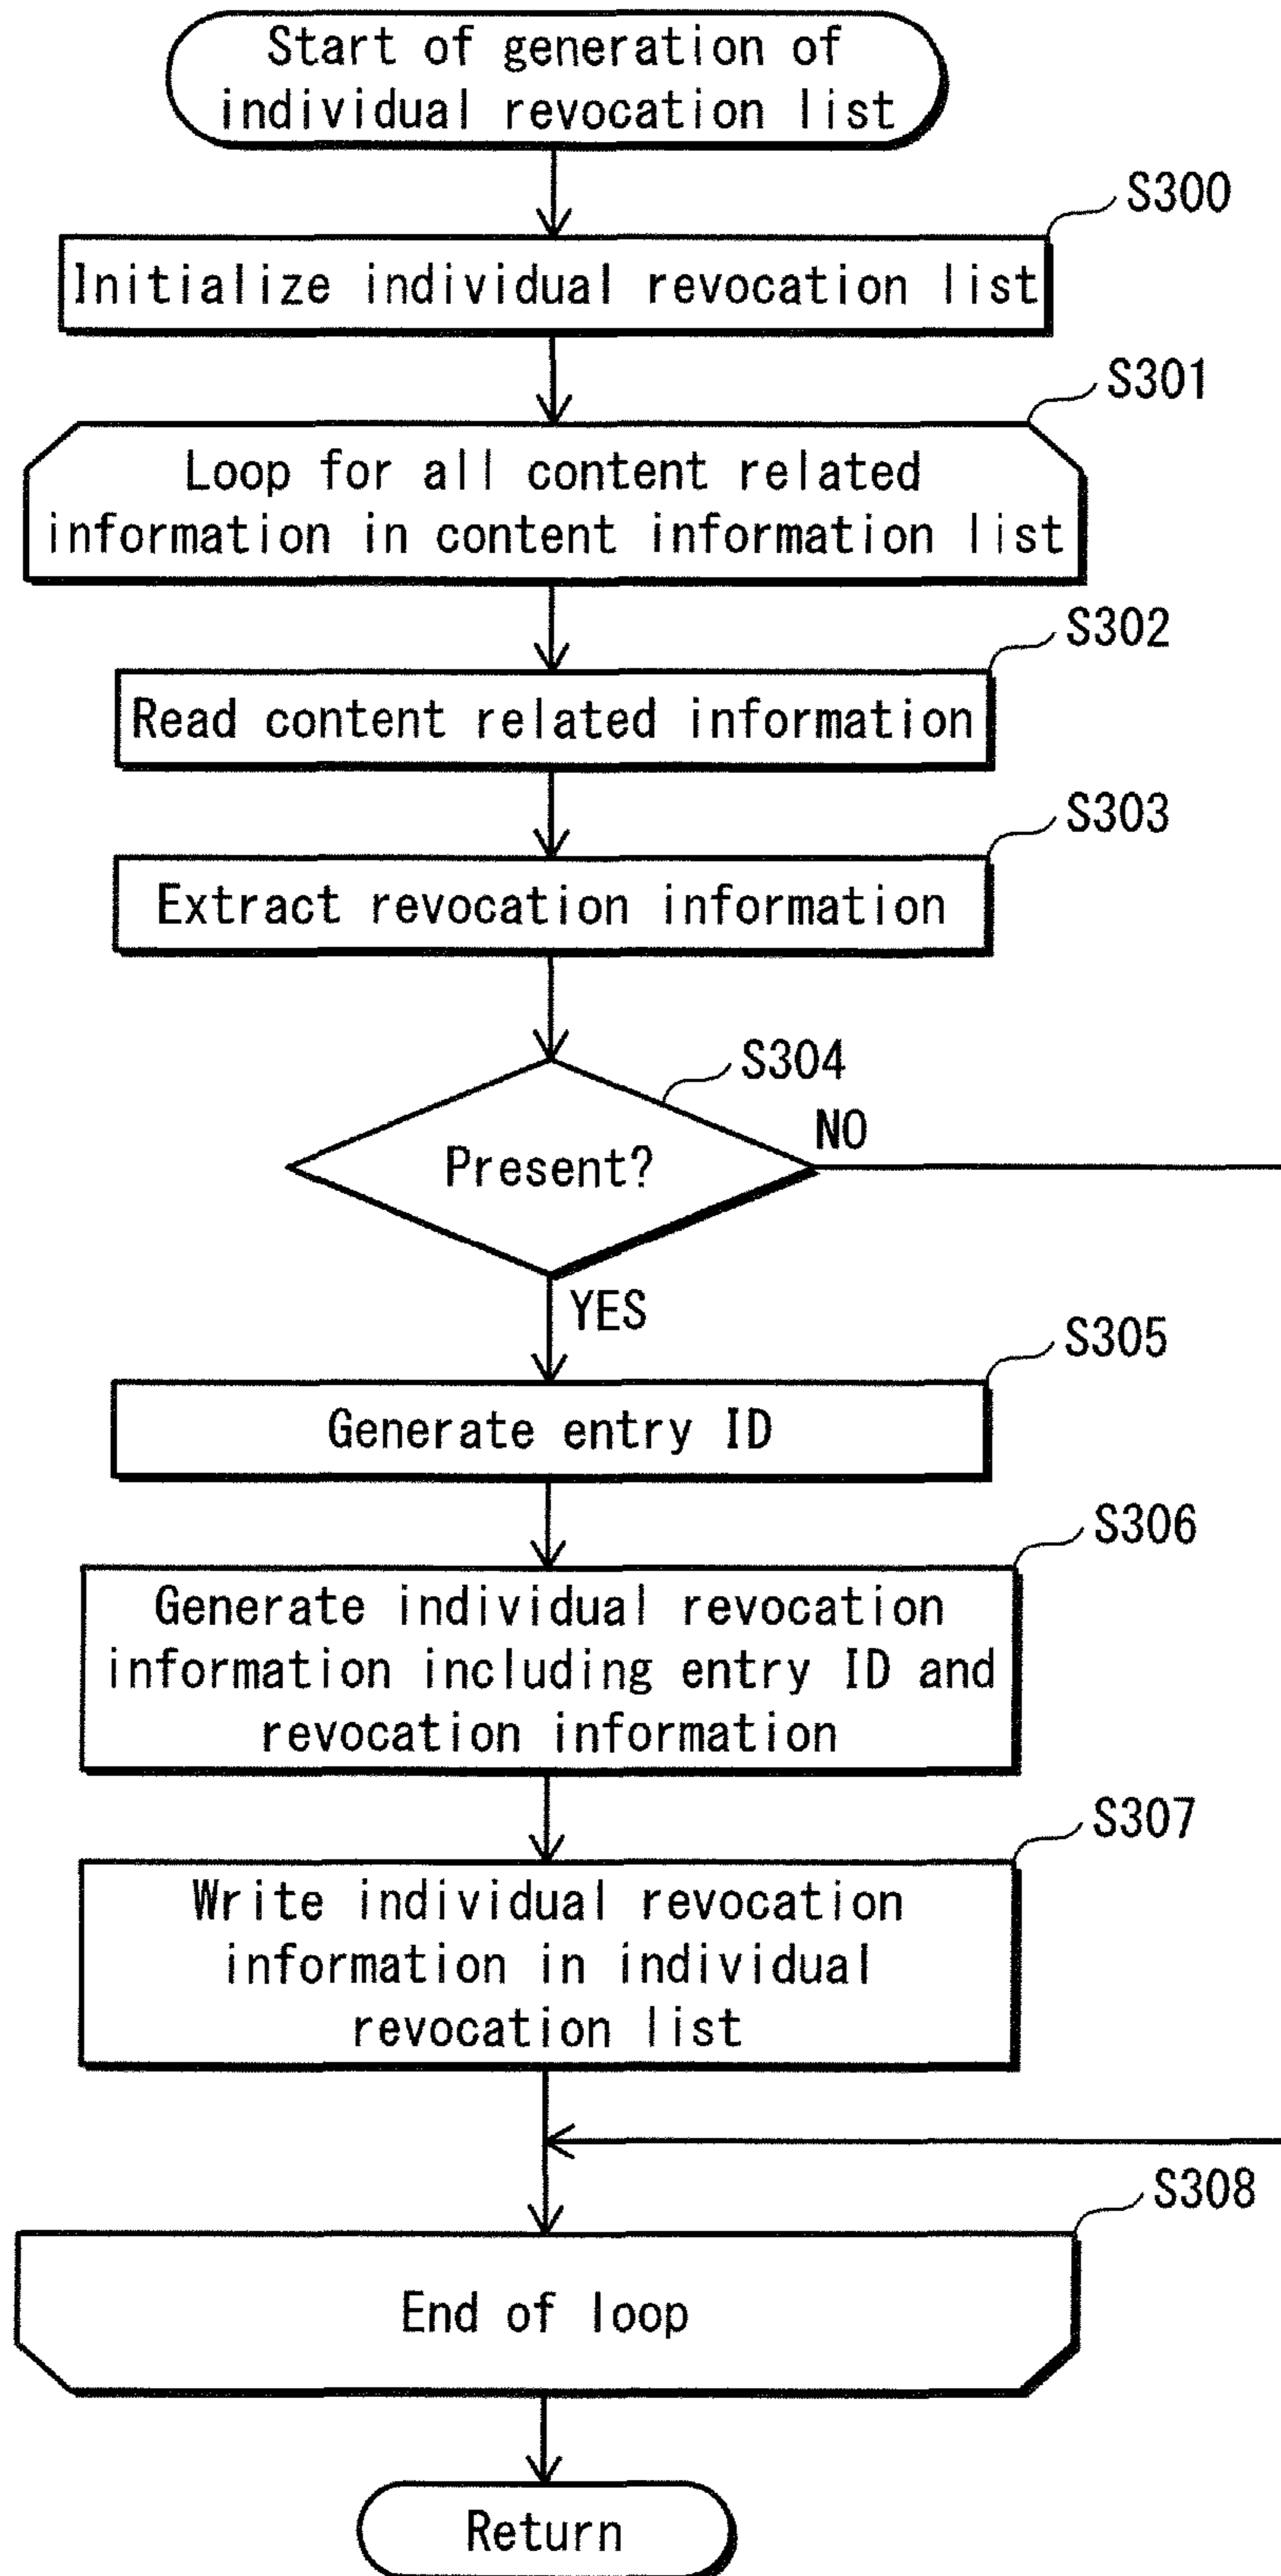 Start of generation of
individual revocation list
S300
Initialize individual revocation list
S301
Loop for all content related
information in content information list
S302
Read content related information
S303
Extract revocation information
S304
Present?
NO
YES
S305
Generate entry ID
S306
Generate individual revocation
information including entry ID and
revocation information
S307
Write individual revocation
information in individual
revocation list
S308
End of loop
Return